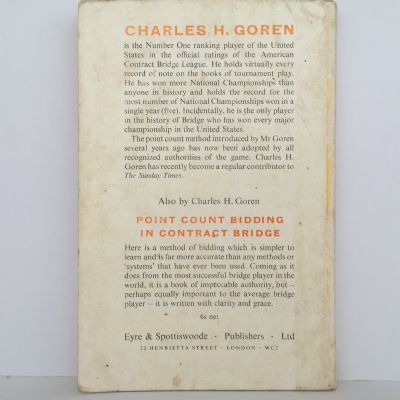 CHARLES H. GOREN
is the Number One ranking player of the United
States in the official ratings of the American
Contract Bridge League. He holds virtually every
record of note on the books of tournament play.
He has won more National Championships than
anyone in history and holds the record for the
most number of National Championships won in a
single year (five). Incidentally, he is the only player
in the history of Bridge who has won every major
championship in the United States.
The point count method introduced by Mr Goren
several years ago has now been adopted by all
recognized authorities of the game. Charles H.
Goren has recently become a regular contributor to
The Sunday Times.
Also by Charles H. Goren
POINT COUNT BIDDING
IN CONTRACT BRIDGE
Here is a method of bidding which is simpler to
learn and is far more accurate than any methods or
'systems' that have ever been used. Coming as it
does from the most successful bridge player in the
world, it is a book of impeccable authority, but –
perhaps equally important to the average bridge
player – it is written with clarity and grace.
6s net
Eyre & Spottiswoode · Publishers · Ltd
22 HENRIETTA STREET · LONDON · WC2